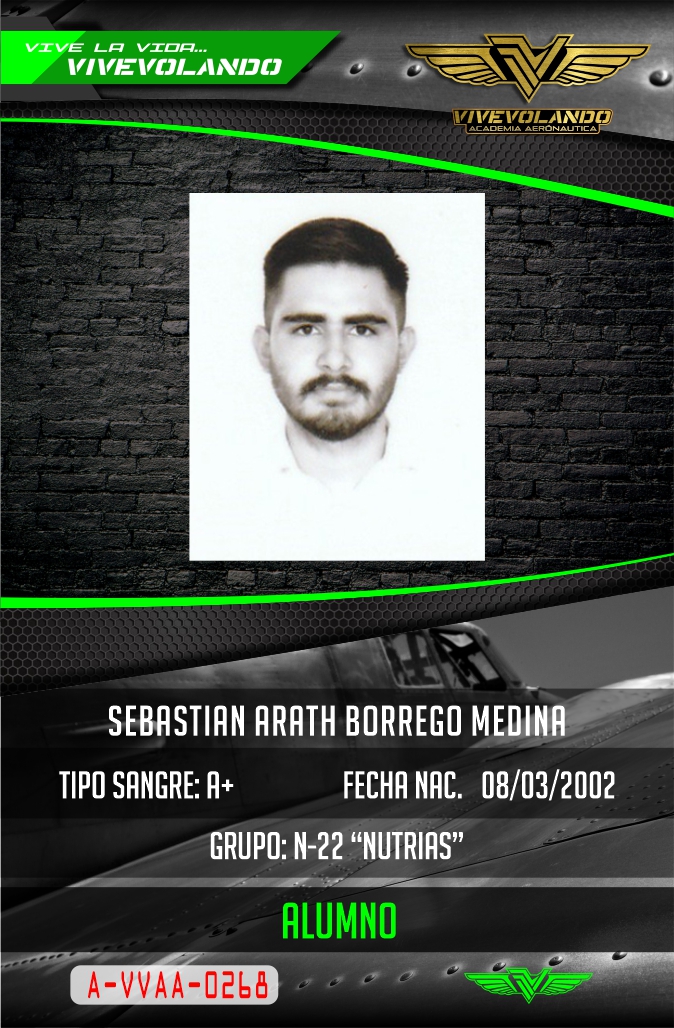 VIVE LA VIDA...
VIVEVOLANDO
VIVEVOLANDO
ACADEMIA AERÓNAUTICA
SEBASTIAN ARATH BORREGO MEDINA
TIPO SANGRE: A+ FECHA NAC. 08/03/2002
GRUPO: N-22 “NUTRIAS”
ALUMNO
A-VVAA-0268